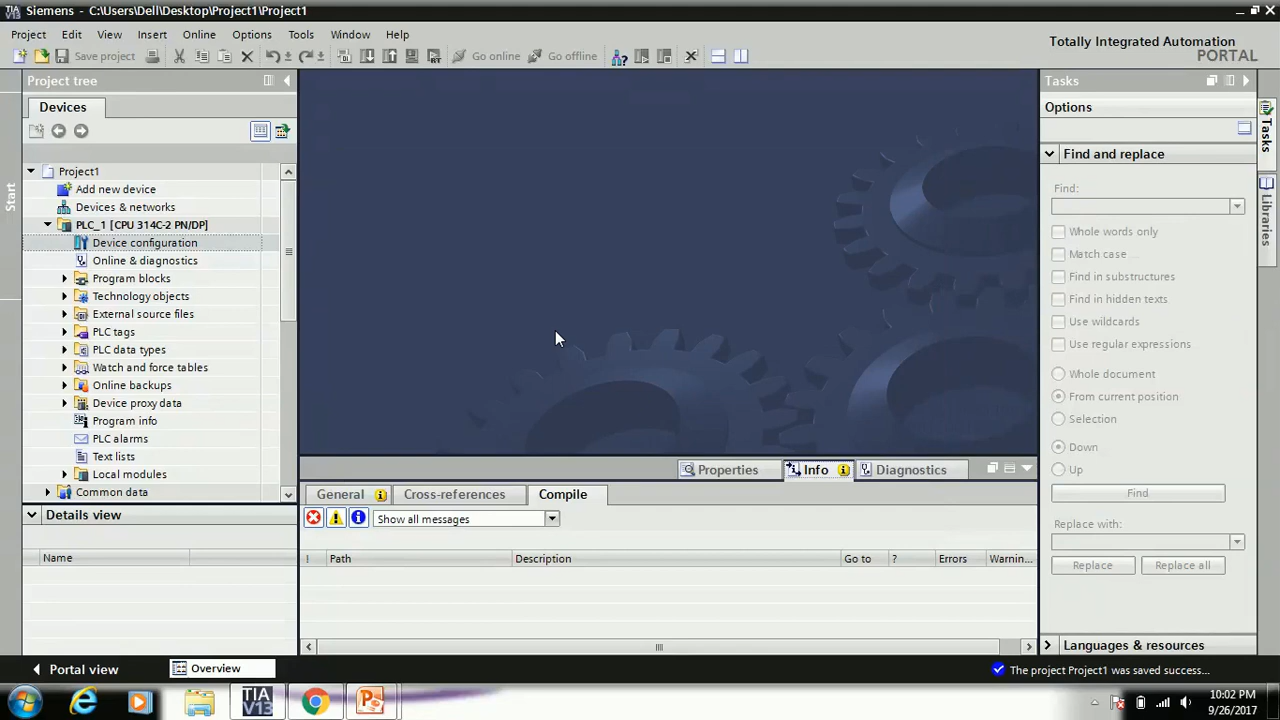 Siemens - C:\Users\Dell\Desktop\Project1\Project1
Project Edit View Insert Online Options Tools Window Help
Totally Integrated Automation
PORTAL
Save project Go online Go offline
Project tree
Devices
Start
Project1
Add new device
Devices & networks
PLC_1 [CPU 314C-2 PN/DP]
Device configuration
Online & diagnostics
Program blocks
Technology objects
External source files
PLC tags
PLC data types
Watch and force tables
Online backups
Device proxy data
Program info
PLC alarms
Text lists
Local modules
Common data
Details view
Name
Properties Info Diagnostics
General Cross-references Compile
Show all messages
! Path Description Go to ? Errors Warnin...
Tasks
Options
Find and replace
Find:
Whole words only
Match case
Find in substructures
Find in hidden texts
Use wildcards
Use regular expressions
Whole document
From current position
Selection
Down
Up
Find
Replace with:
Replace Replace all
Languages & resources
Tasks
Libraries
Portal view Overview
The project Project1 was saved success...
TIA
V13
10:02 PM
9/26/2017